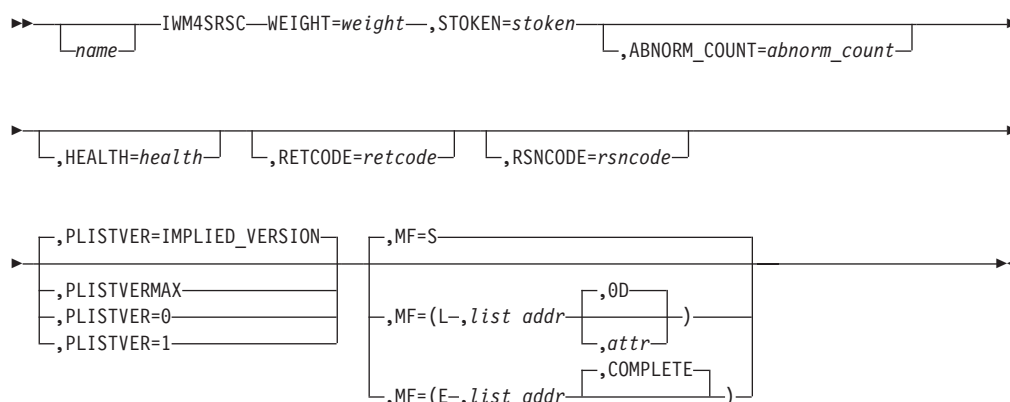 IWM4SRSC WEIGHT=weight ,STOKEN=stoken
name ,ABNORM_COUNT=abnorm_count
,HEALTH=health ,RETCODE=retcode ,RSNCODE=rsncode
,PLISTVER=IMPLIED_VERSION ,MF=S
,PLISTVERMAX ,0D
,PLISTVER=0 ,MF=(L ,list addr )
,PLISTVER=1 ,attr
,COMPLETE
,MF=(E ,list addr )